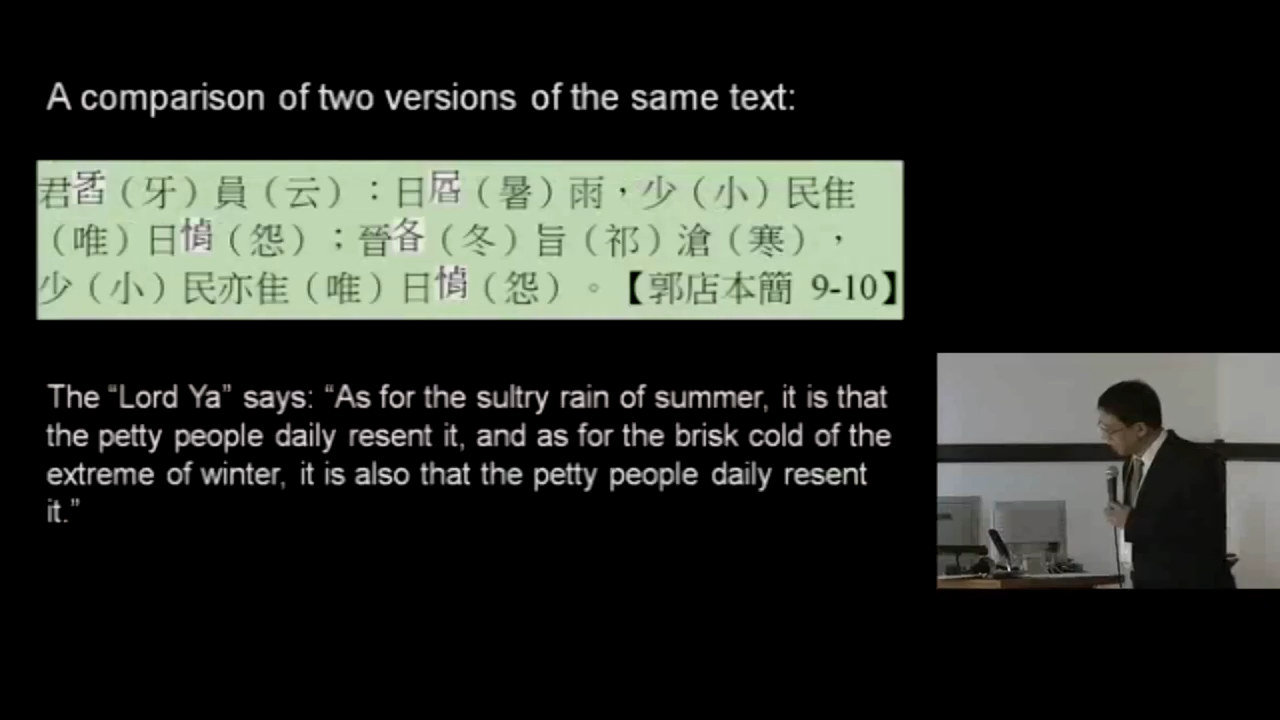 A comparison of two versions of the same text:
君𤘈（牙）員（云）：日𠪚（暑）雨，少（小）民隹
（唯）日悁（怨）；晉各（冬）旨（祁）滄（寒），
少（小）民亦隹（唯）日悁（怨）。【郭店本簡 9-10】
The “Lord Ya” says: “As for the sultry rain of summer, it is that
the petty people daily resent it, and as for the brisk cold of the
extreme of winter, it is also that the petty people daily resent
it.”